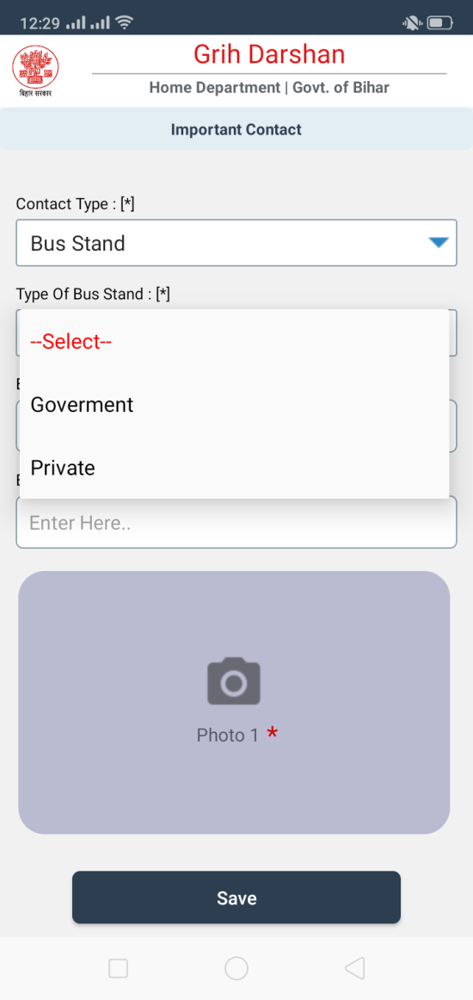 12:29
Grih Darshan
बिहार सरकार
Home Department | Govt. of Bihar
Important Contact
Contact Type : [*]
Bus Stand
Type Of Bus Stand : [*]
--Select--
Goverment
Private
Enter Here..
Photo 1 *
Save